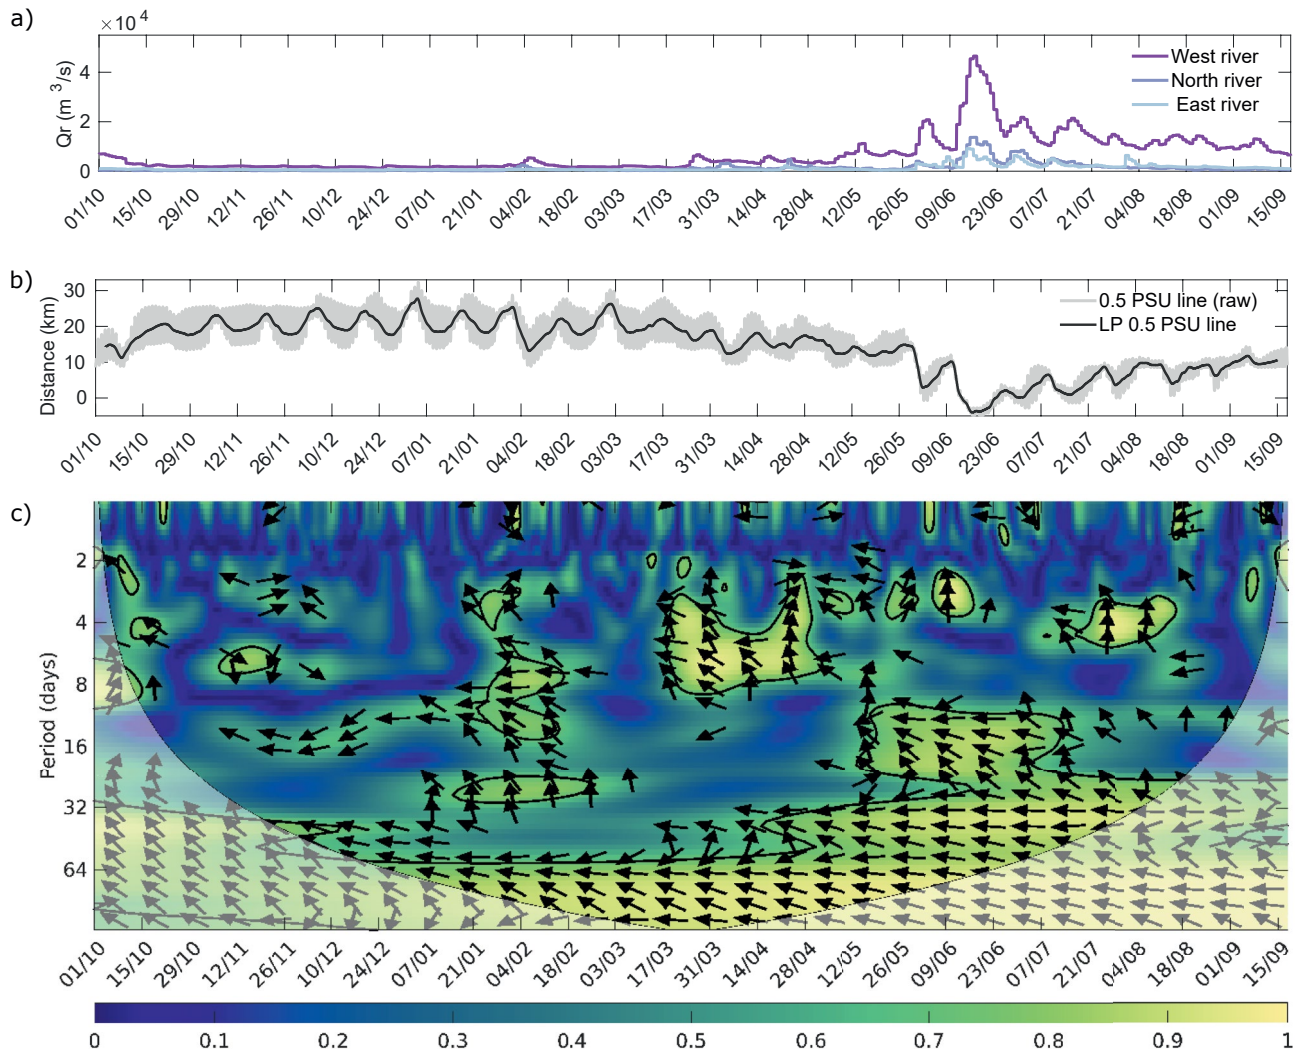 a)
×10 4
Qr (m 3/s)
4
2
0
West river
North river
East river
01/10 15/10 29/10 12/11 26/11 10/12 24/12 07/01 21/01 04/02 18/02 03/03 17/03 31/03 14/04 28/04 12/05 26/05 09/06 23/06 07/07 21/07 04/08 18/08 01/09 15/09
b)
Distance (km)
30
20
10
0
0.5 PSU line (raw)
LP 0.5 PSU line
01/10 15/10 29/10 12/11 26/11 10/12 24/12 07/01 21/01 04/02 18/02 03/03 17/03 31/03 14/04 28/04 12/05 26/05 09/06 23/06 07/07 21/07 04/08 18/08 01/09 15/09
c)
Period (days)
2
4
8
16
32
64
01/10 15/10 29/10 12/11 26/11 10/12 24/12 07/01 21/01 04/02 18/02 03/03 17/03 31/03 14/04 28/04 12/05 26/05 09/06 23/06 07/07 21/07 04/08 18/08 01/09 15/09
0 0.1 0.2 0.3 0.4 0.5 0.6 0.7 0.8 0.9 1